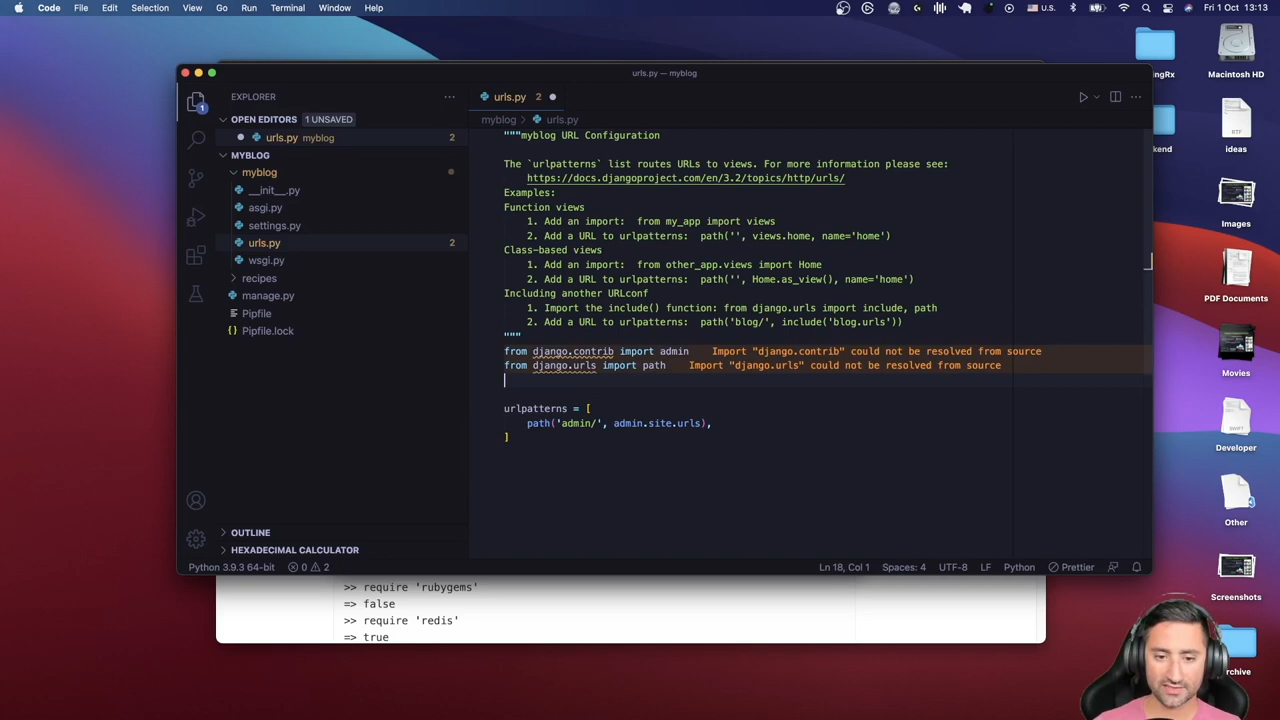 Code File Edit Selection View Go Run Terminal Window Help
U.S. Fri 1 Oct 13:13
urls.py — myblog
EXPLORER
urls.py 2
OPEN EDITORS 1 UNSAVED
urls.py myblog 2
myblog > urls.py
MYBLOG
myblog
__init__.py
asgi.py
settings.py
urls.py 2
wsgi.py
recipes
manage.py
Pipfile
Pipfile.lock
OUTLINE
HEXADECIMAL CALCULATOR
1
"""myblog URL Configuration
The `urlpatterns` list routes URLs to views. For more information please see:
https://docs.djangoproject.com/en/3.2/topics/http/urls/
Examples:
Function views
1. Add an import:  from my_app import views
2. Add a URL to urlpatterns:  path('', views.home, name='home')
Class-based views
1. Add an import:  from other_app.views import Home
2. Add a URL to urlpatterns:  path('', Home.as_view(), name='home')
Including another URLconf
1. Import the include() function: from django.urls import include, path
2. Add a URL to urlpatterns:  path('blog/', include('blog.urls'))
"""
from django.contrib import admin Import "django.contrib" could not be resolved from source
from django.urls import path Import "django.urls" could not be resolved from source
urlpatterns = [
path('admin/', admin.site.urls),
]
Python 3.9.3 64-bit 0 2 Ln 18, Col 1 Spaces: 4 UTF-8 LF Python Prettier
>> require 'rubygems'
=> false
>> require 'redis'
=> true
ingRx
Macintosh HD
kend
RTF
ideas
Images
PDF Documents
Movies
SWIFT
Developer
Other
Screenshots
rchive